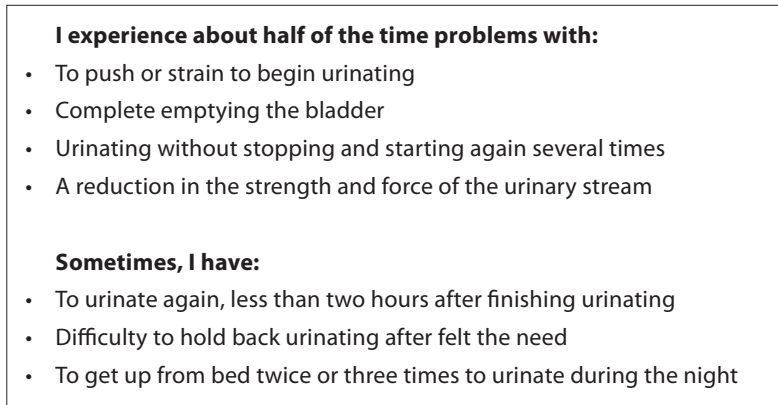 I experience about half of the time problems with:
• To push or strain to begin urinating
• Complete emptying the bladder
• Urinating without stopping and starting again several times
• A reduction in the strength and force of the urinary stream
Sometimes, I have:
• To urinate again, less than two hours after finishing urinating
• Difficulty to hold back urinating after felt the need
• To get up from bed twice or three times to urinate during the night